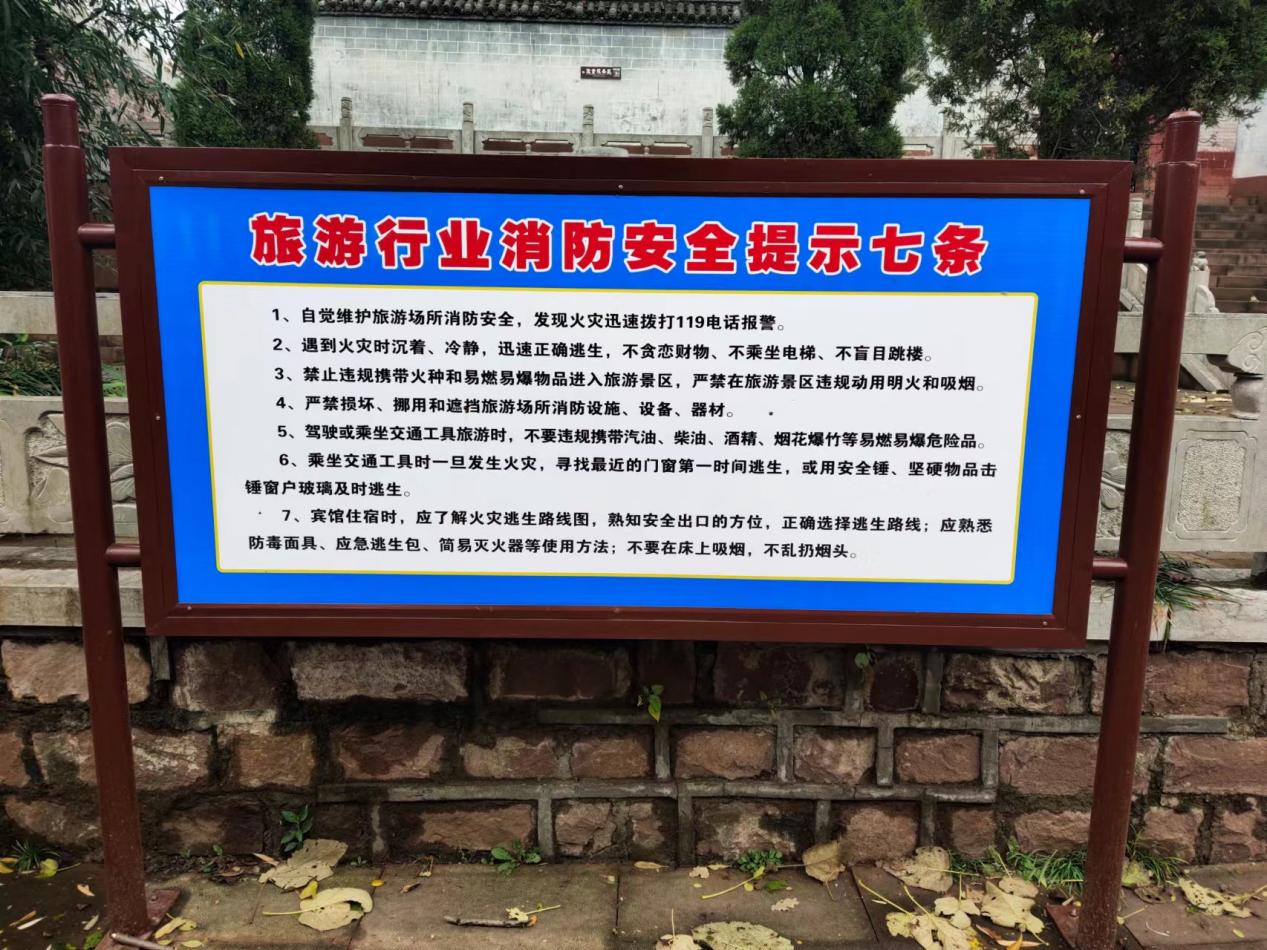 旅游行业消防安全提示七条
1、自觉维护旅游场所消防安全，发现火灾迅速拨打119电话报警。
2、遇到火灾时沉着、冷静，迅速正确逃生，不贪恋财物、不乘坐电梯、不盲目跳楼。
3、禁止违规携带火种和易燃易爆物品进入旅游景区，严禁在旅游景区违规动用明火和吸烟。
4、严禁损坏、挪用和遮挡旅游场所消防设施、设备、器材。
5、驾驶或乘坐交通工具旅游时，不要违规携带汽油、柴油、酒精、烟花爆竹等易燃易爆危险品。
6、乘坐交通工具时一旦发生火灾，寻找最近的门窗第一时间逃生，或用安全锤、坚硬物品击
锤窗户玻璃及时逃生。
7、宾馆住宿时，应了解火灾逃生路线图，熟知安全出口的方位，正确选择逃生路线；应熟悉
防毒面具、应急逃生包、简易灭火器等使用方法；不要在床上吸烟，不乱扔烟头。